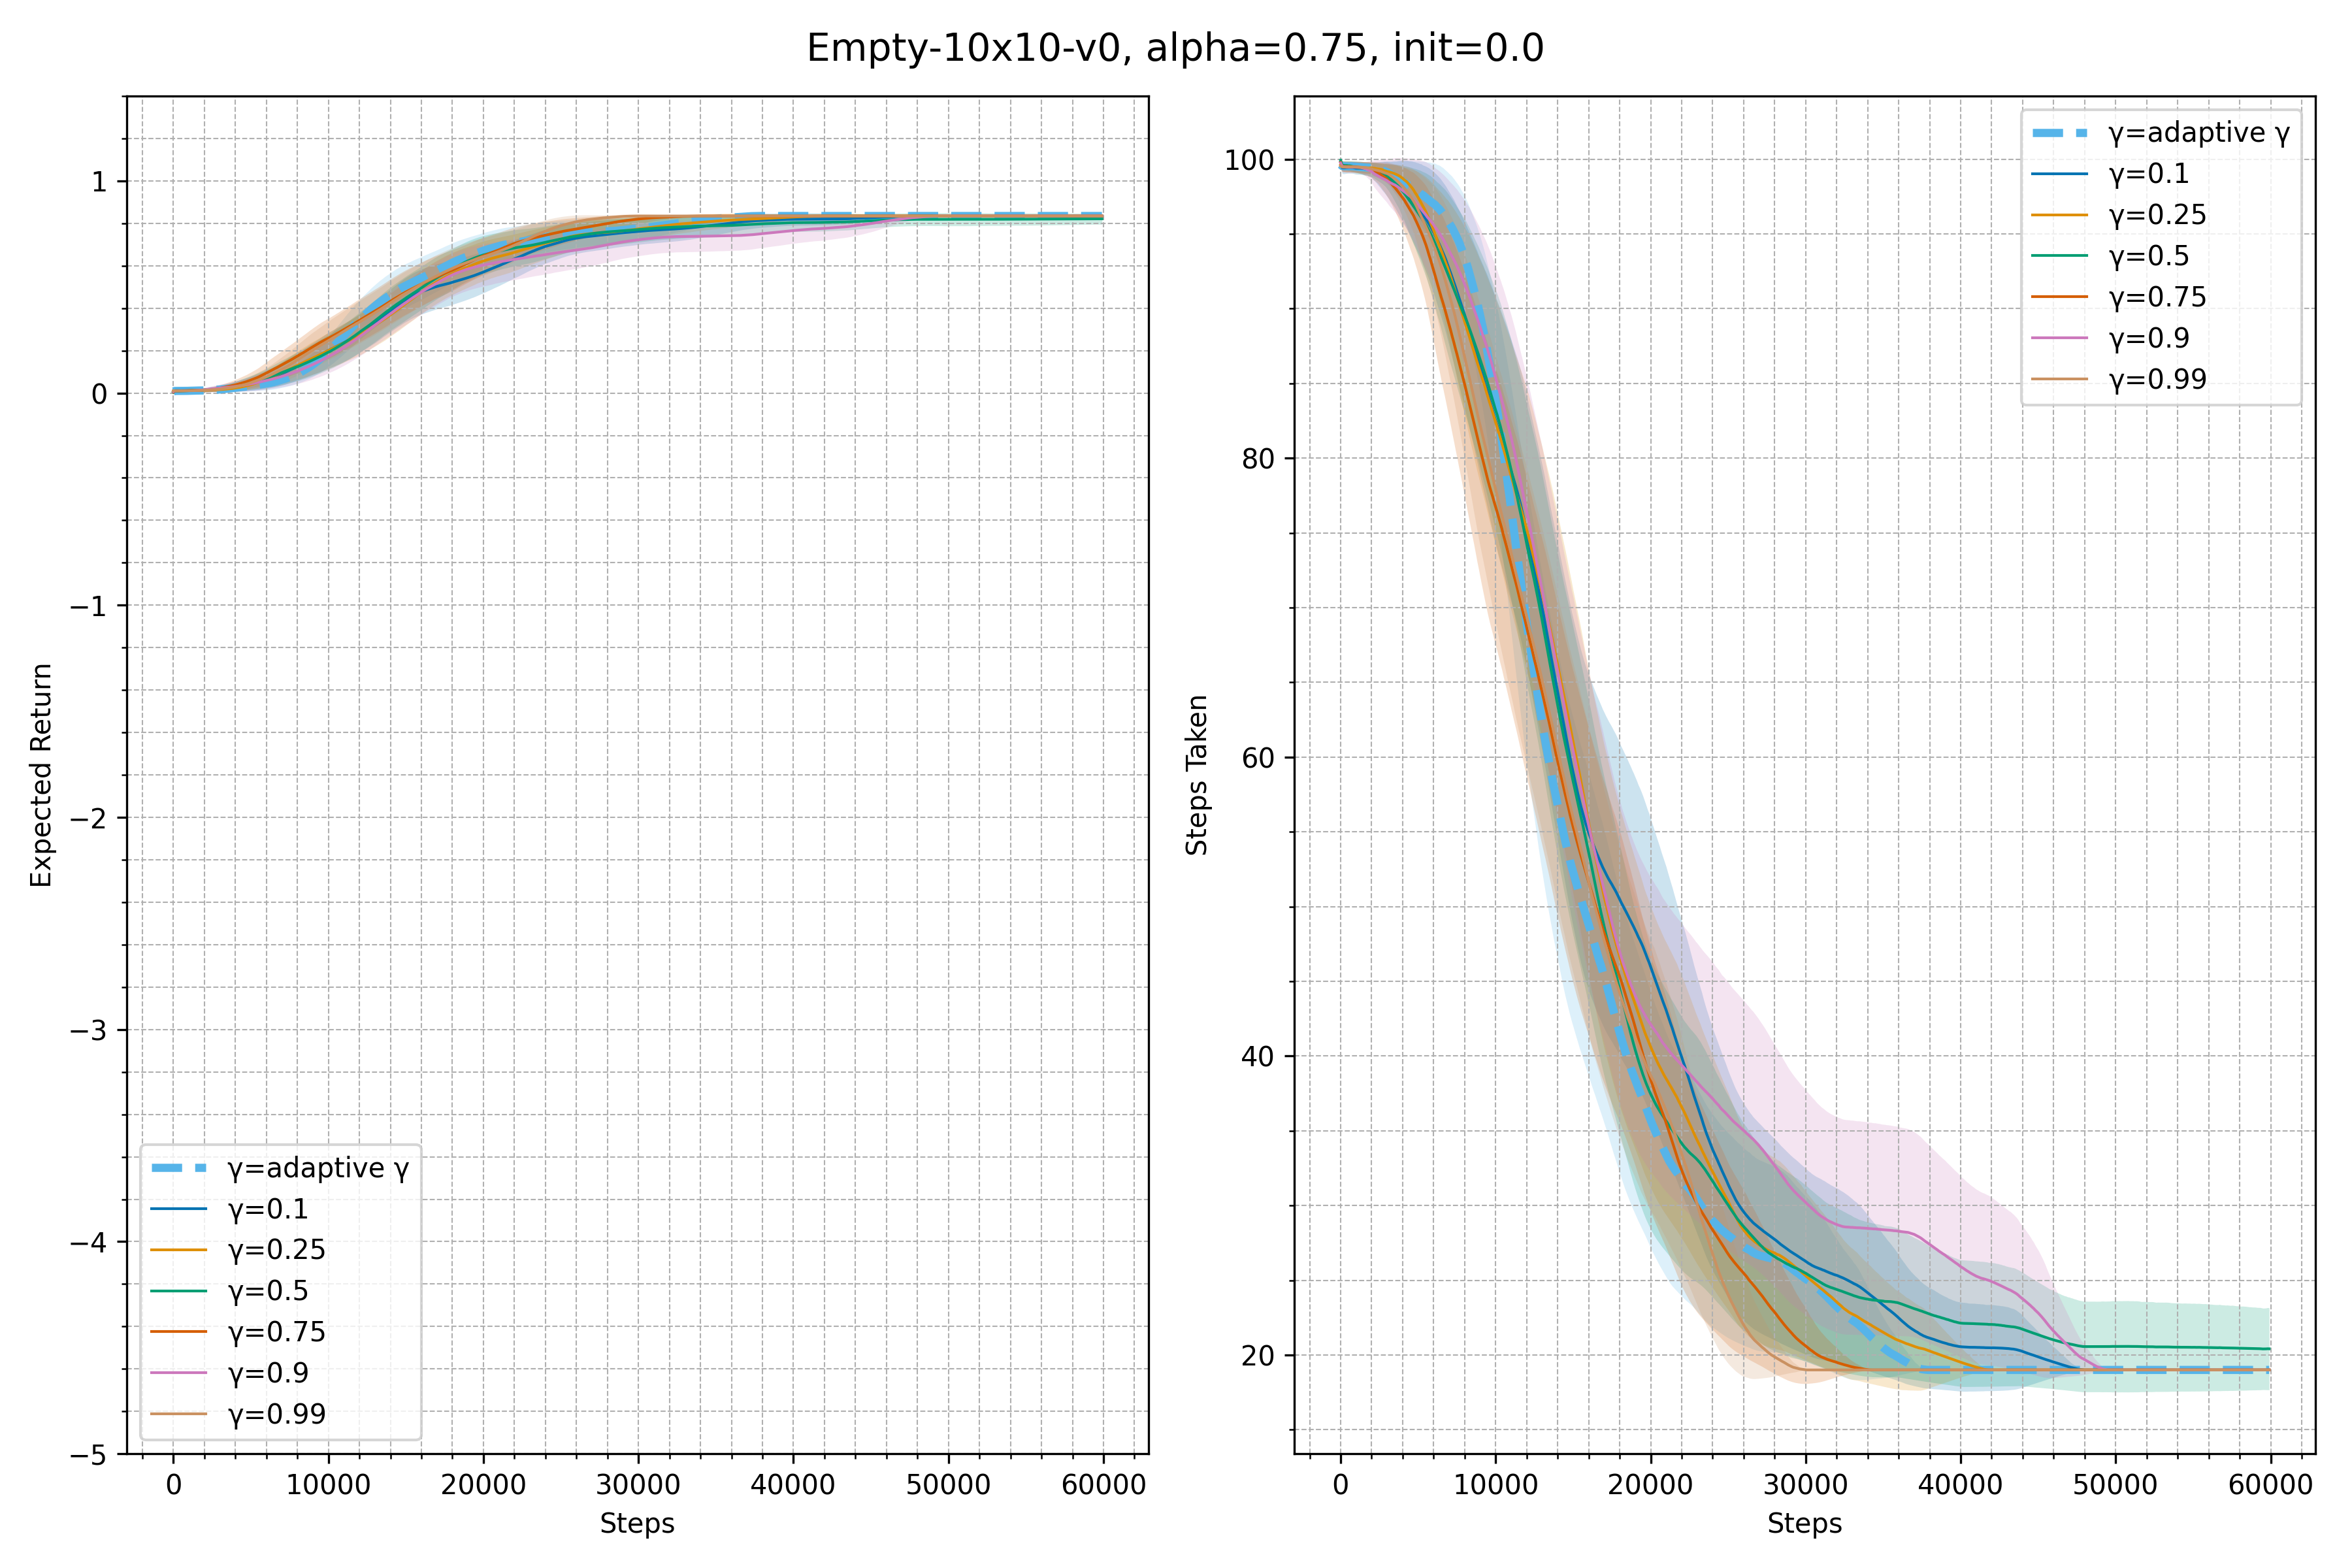 Empty-10x10-v0, alpha=0.75, init=0.0
Expected Return
1
0
−1
−2
−3
−4
−5
γ=adaptive γ
γ=0.1
γ=0.25
γ=0.5
γ=0.75
γ=0.9
γ=0.99
0 10000 20000 30000 40000 50000 60000
Steps
Steps Taken
100
80
60
40
20
γ=adaptive γ
γ=0.1
γ=0.25
γ=0.5
γ=0.75
γ=0.9
γ=0.99
0 10000 20000 30000 40000 50000 60000
Steps